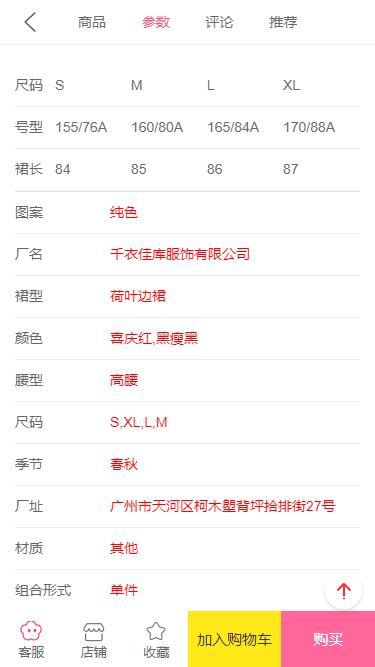 商品 参数 评论 推荐
尺码 S M L XL
号型 155/76A 160/80A 165/84A 170/88A
裙长 84 85 86 87
图案 纯色
厂名 千衣佳库服饰有限公司
裙型 荷叶边裙
颜色 喜庆红,黑瘦黑
腰型 高腰
尺码 S,XL,L,M
季节 春秋
厂址 广州市天河区柯木塱背坪拾排街27号
材质 其他
组合形式 单件
客服 店铺 收藏 加入购物车 购买